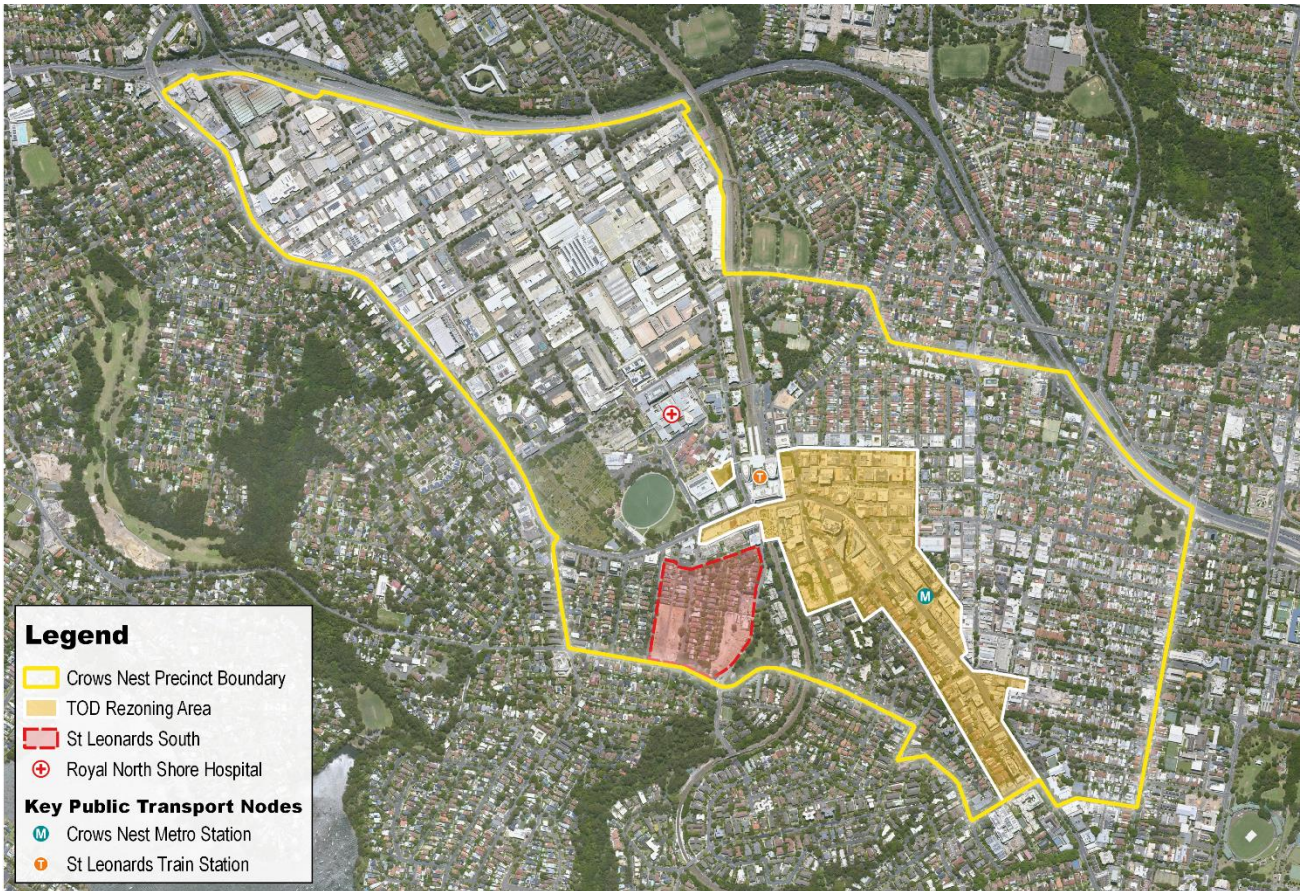 T
M
Legend
Crows Nest Precinct Boundary
TOD Rezoning Area
St Leonards South
Royal North Shore Hospital
Key Public Transport Nodes
M Crows Nest Metro Station
T St Leonards Train Station